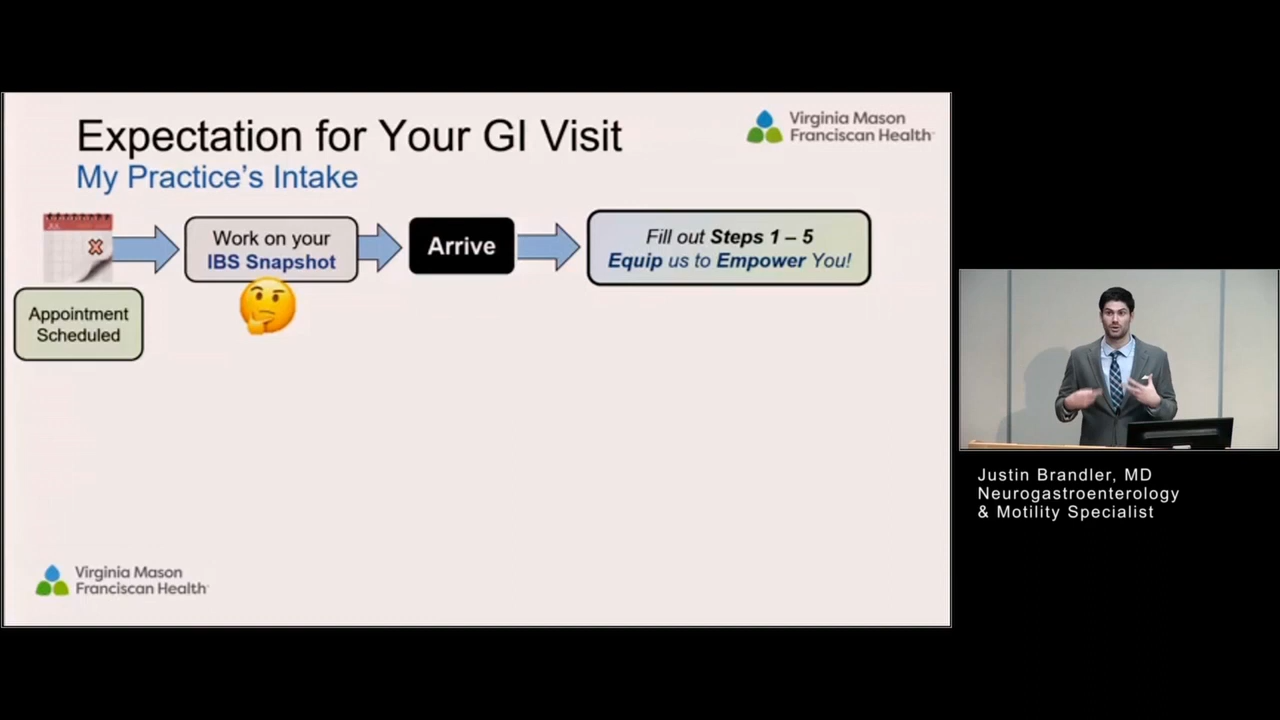 Expectation for Your GI Visit
My Practice's Intake
Virginia Mason
Franciscan Health
Appointment
Scheduled
Work on your
IBS Snapshot
Arrive
Fill out Steps 1 – 5
Equip us to Empower You!
Virginia Mason
Franciscan Health
Justin Brandler, MD
Neurogastroenterology
& Motility Specialist